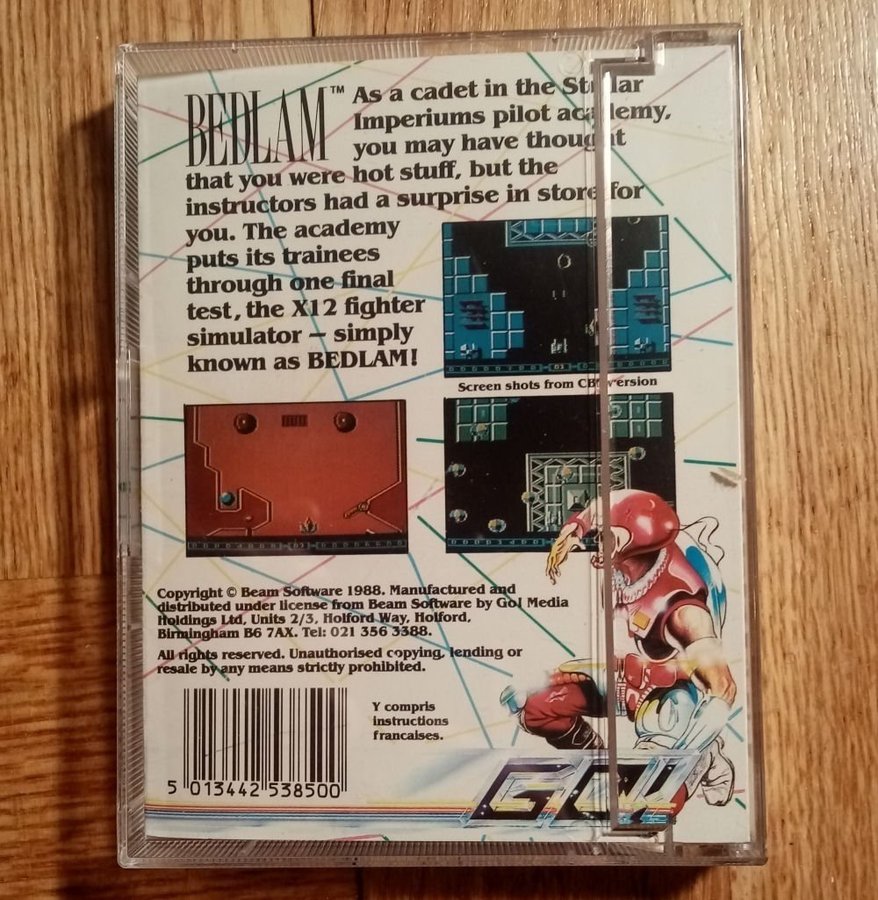 BEDLAM™ As a cadet in the Stellar
Imperiums pilot academy,
you may have thought
that you were hot stuff, but the
instructors had a surprise in store for
you. The academy
puts its trainees
through one final
test, the X12 fighter
simulator – simply
known as BEDLAM!
Screen shots from CBM version
Copyright © Beam Software 1988. Manufactured and
distributed under license from Beam Software by Go! Media
Holdings Ltd, Units 2/3, Holford Way, Holford,
Birmingham B6 7AX. Tel: 021 356 3388.
All rights reserved. Unauthorised copying, lending or
resale by any means strictly prohibited.
Y compris
instructions
francaises.
5 013442 538500
GO!